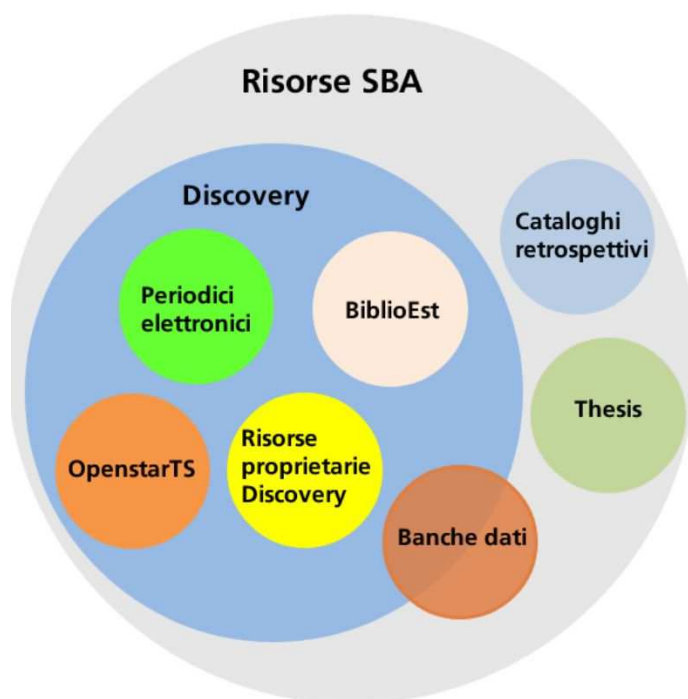 Risorse SBA
Discovery
Cataloghi
retrospettivi
Periodici
elettronici
BiblioEst
Thesis
OpenstarTS
Risorse
proprietarie
Discovery
Banche dati